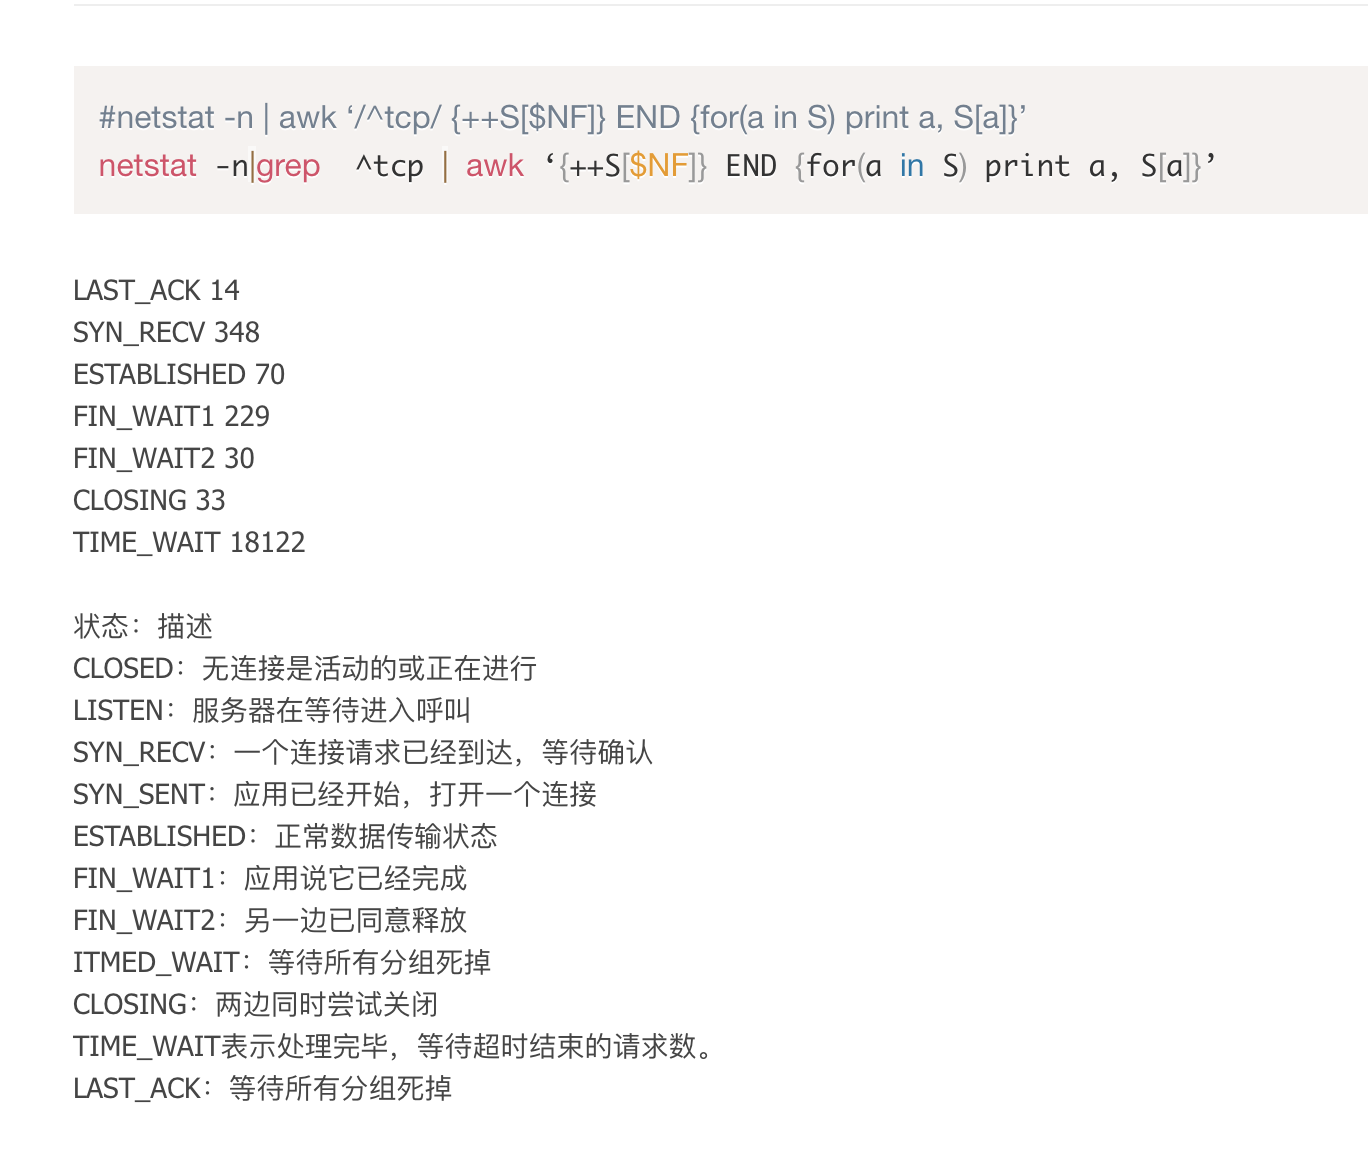 #netstat -n | awk ‘/^tcp/ {++S[$NF]} END {for(a in S) print a, S[a]}’
netstat -n|grep  ^tcp | awk ‘{++S[$NF]} END {for(a in S) print a, S[a]}’
LAST_ACK 14
SYN_RECV 348
ESTABLISHED 70
FIN_WAIT1 229
FIN_WAIT2 30
CLOSING 33
TIME_WAIT 18122
状态：描述
CLOSED：无连接是活动的或正在进行
LISTEN：服务器在等待进入呼叫
SYN_RECV：一个连接请求已经到达，等待确认
SYN_SENT：应用已经开始，打开一个连接
ESTABLISHED：正常数据传输状态
FIN_WAIT1：应用说它已经完成
FIN_WAIT2：另一边已同意释放
ITMED_WAIT：等待所有分组死掉
CLOSING：两边同时尝试关闭
TIME_WAIT表示处理完毕，等待超时结束的请求数。
LAST_ACK：等待所有分组死掉